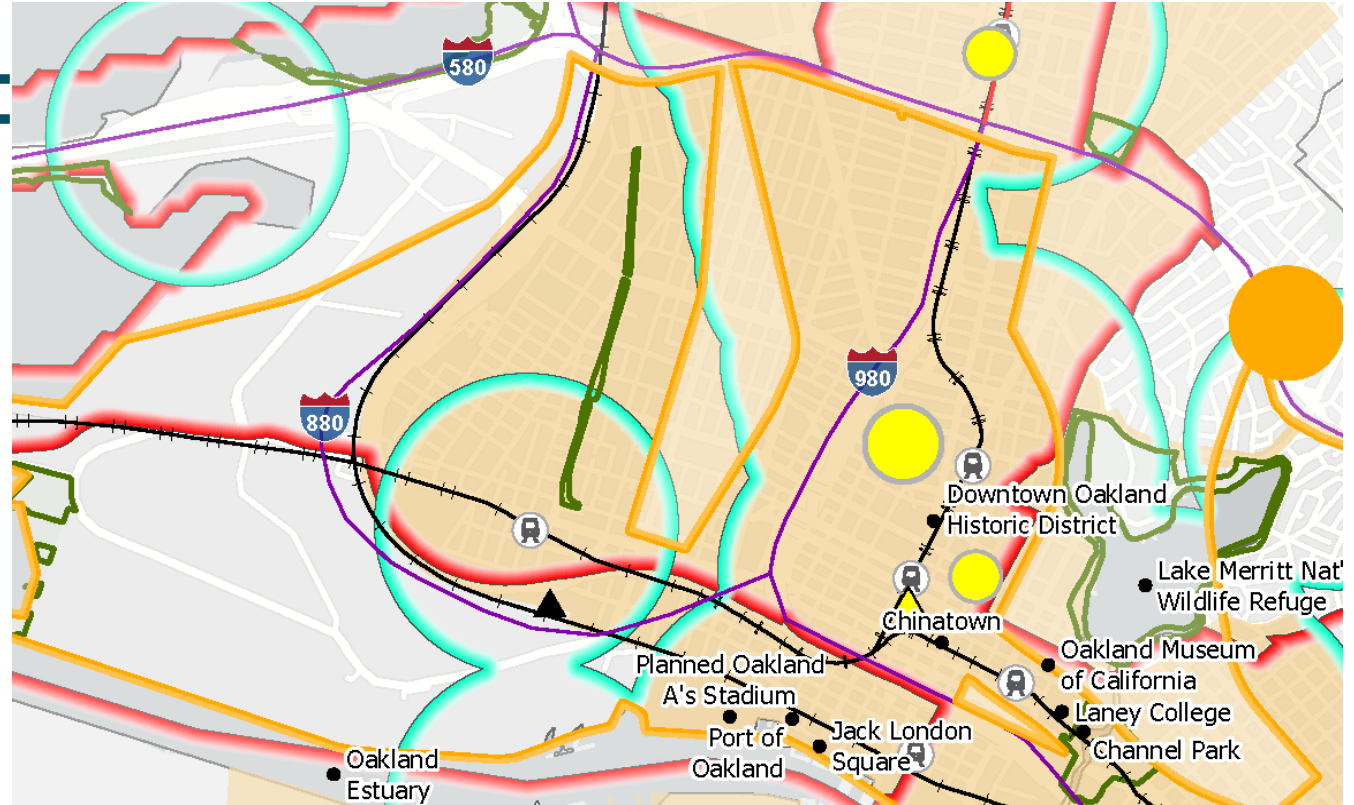 580
980
880
Downtown Oakland
Historic District
Lake Merritt Nat'
Wildlife Refuge
Chinatown
Oakland Museum
of California
Planned Oakland
A's Stadium
Laney College
Port of
Oakland
Jack London
Square
Channel Park
Oakland
Estuary